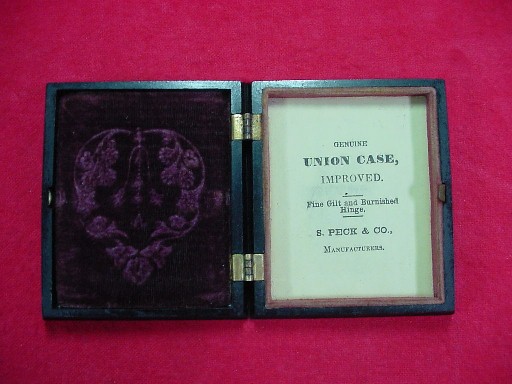 GENUINE
UNION CASE,
IMPROVED.
Fine Gilt and Burnished
Hinge.
S. PECK & CO.,
MANUFACTURERS.